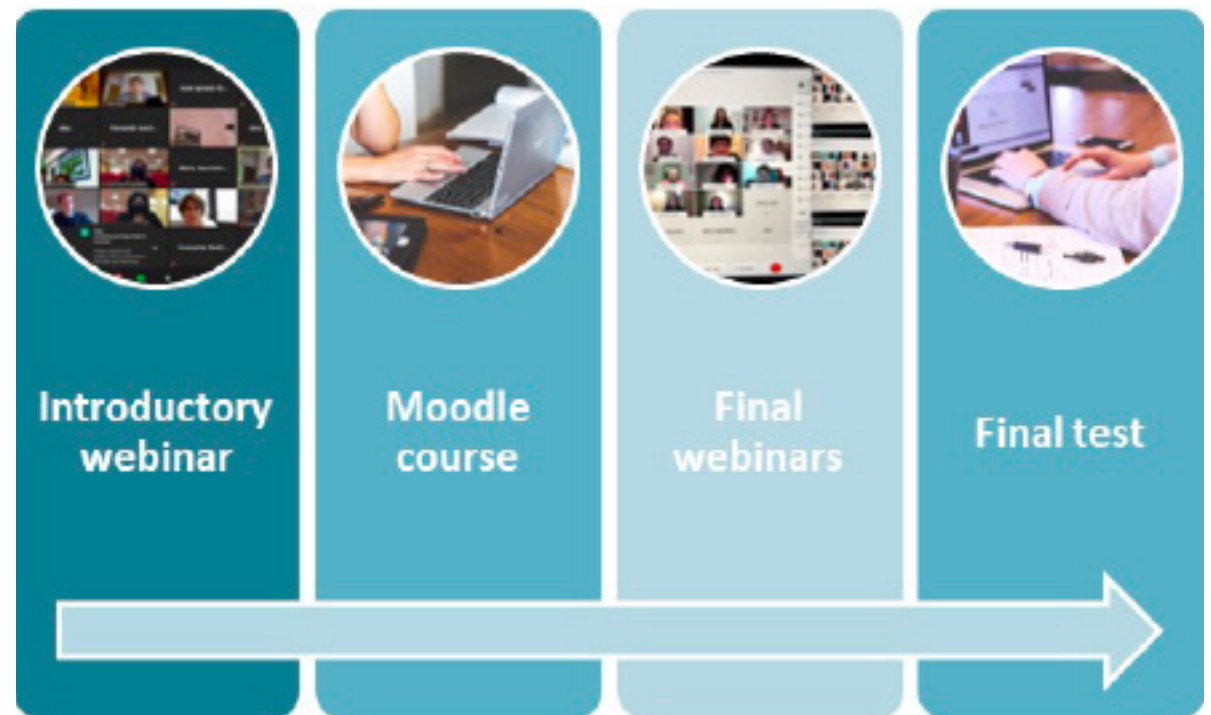 Introductory
webinar
Moodle
course
Final
webinars
Final test